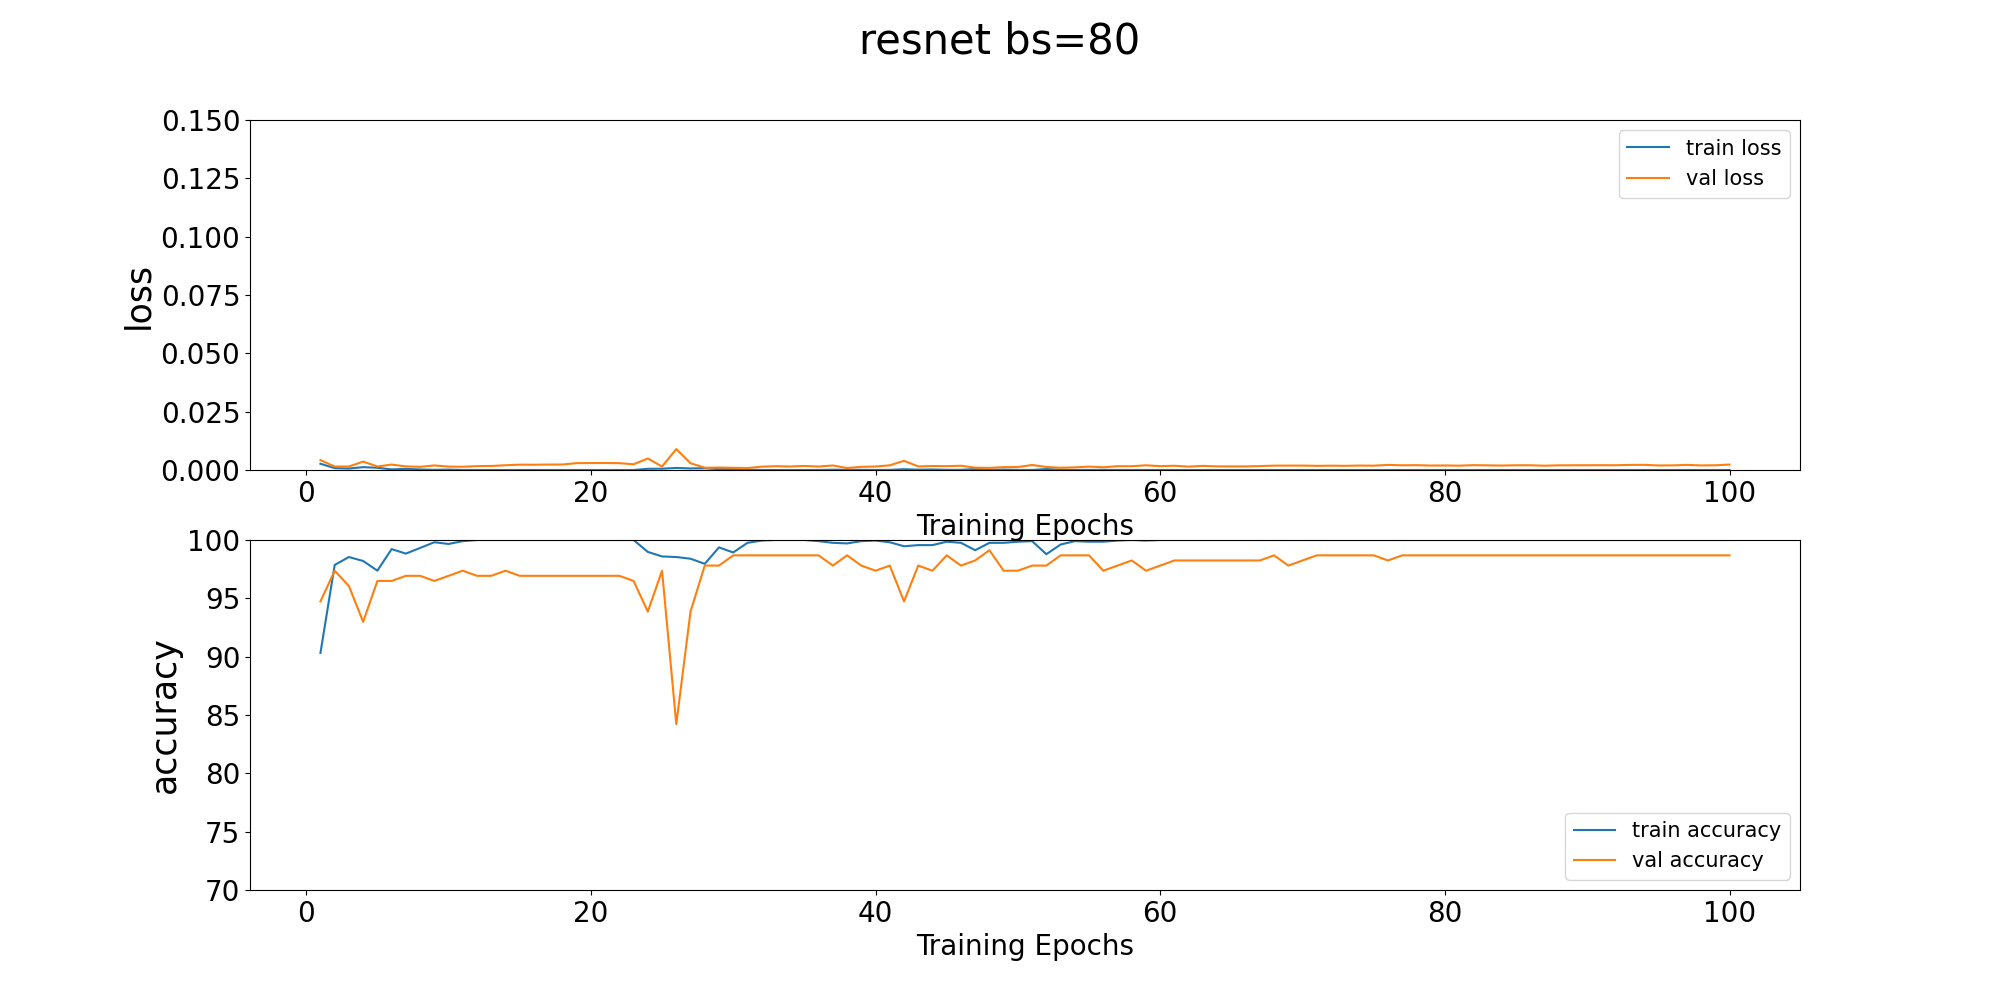 resnet bs=80
0.150
0.125
0.100
0.075
0.050
0.025
0.000
loss
train loss
val loss
0 20 40 60 80 100
Training Epochs
100
95
90
85
80
75
70
accuracy
train accuracy
val accuracy
0 20 40 60 80 100
Training Epochs